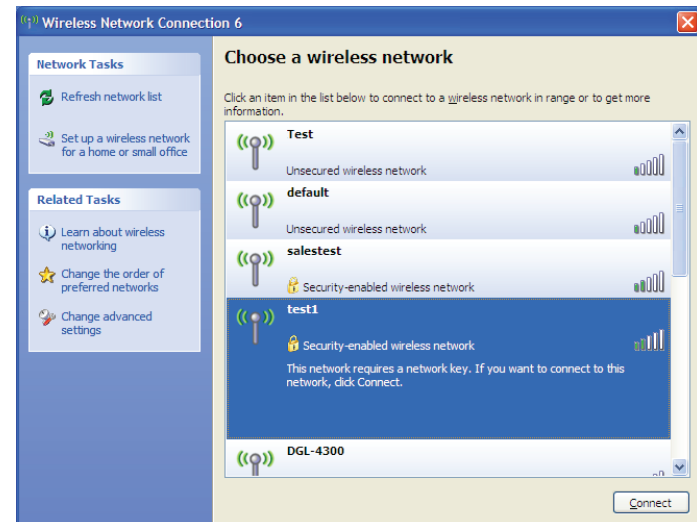 Wireless Network Connection 6
Network Tasks
Refresh network list
Set up a wireless network
for a home or small office
Related Tasks
Learn about wireless
networking
Change the order of
preferred networks
Change advanced
settings
Choose a wireless network
Click an item in the list below to connect to a wireless network in range or to get more
information.
Test
Unsecured wireless network
default
Unsecured wireless network
salestest
Security-enabled wireless network
test1
Security-enabled wireless network
This network requires a network key. If you want to connect to this
network, click Connect.
DGL-4300
Connect